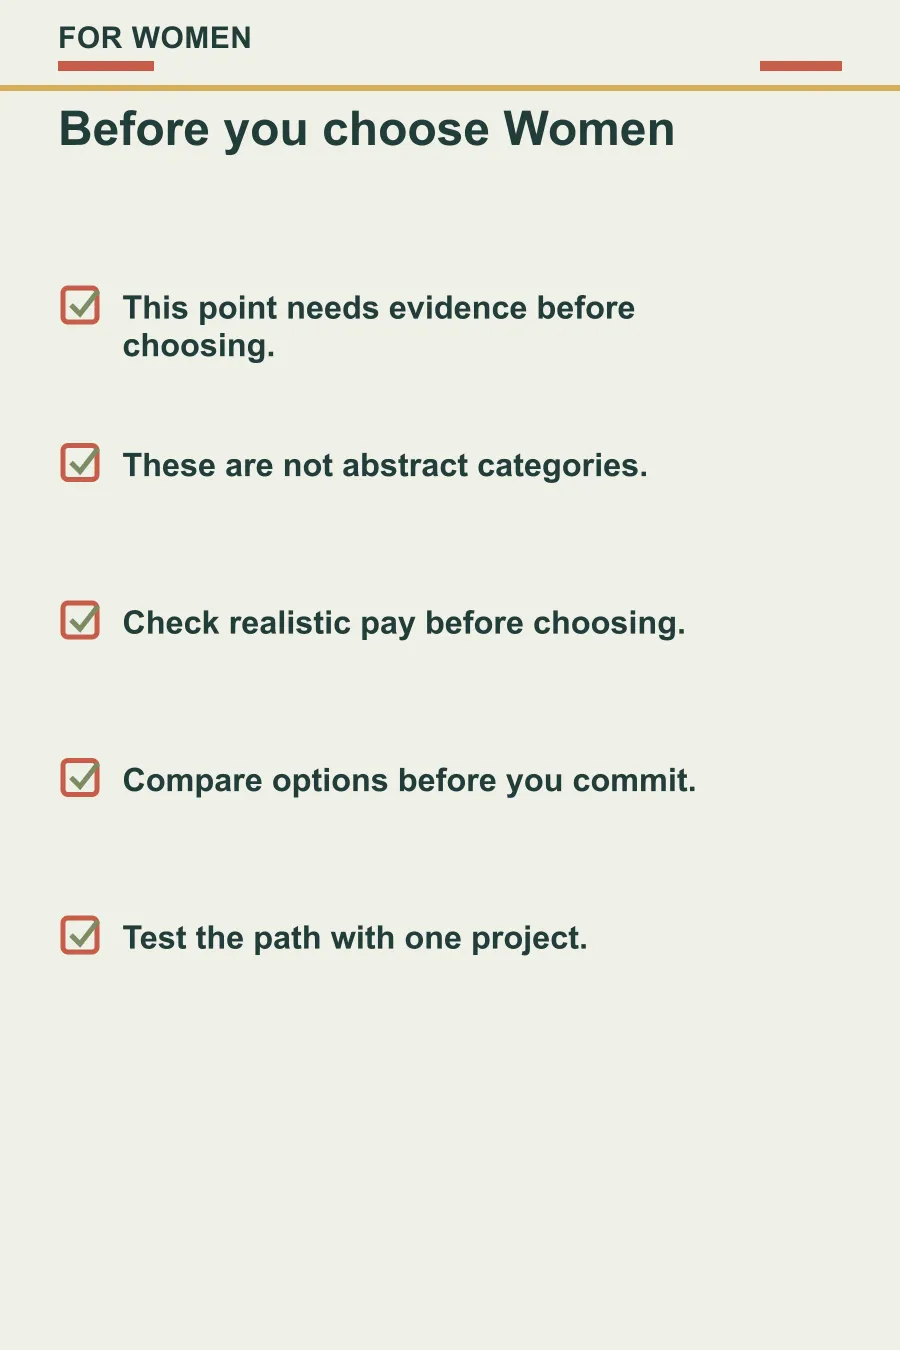 FOR WOMEN
Before you choose Women
This point needs evidence before
choosing.
These are not abstract categories.
Check realistic pay before choosing.
Compare options before you commit.
Test the path with one project.